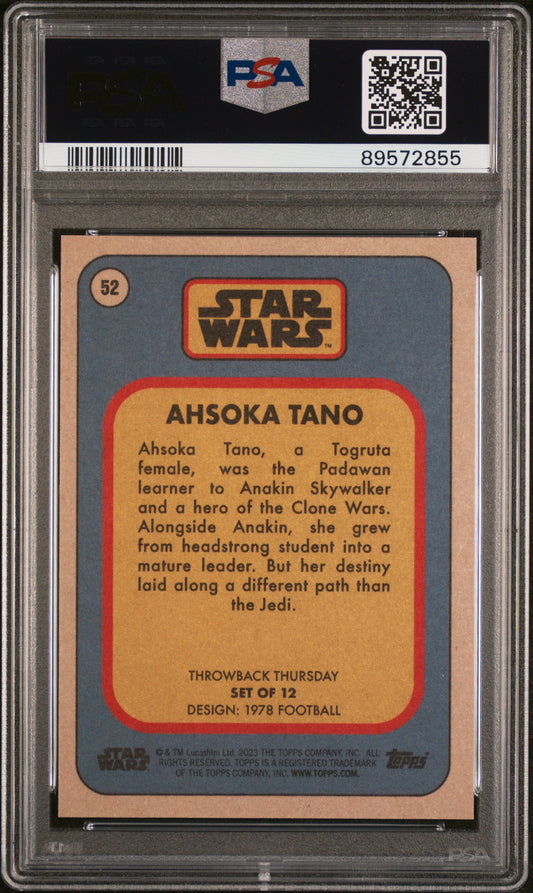 PSA
PSA
89572855
52
STAR
WARS™
AHSOKA TANO
Ahsoka Tano, a Togruta
female, was the Padawan
learner to Anakin Skywalker
and a hero of the Clone Wars.
Alongside Anakin, she grew
from headstrong student into a
mature leader. But her destiny
laid along a different path than
the Jedi.
THROWBACK THURSDAY
SET OF 12
DESIGN: 1978 FOOTBALL
STAR
WARS
© & TM Lucasfilm Ltd. 2023 THE TOPPS COMPANY, INC. ALL
RIGHTS RESERVED. TOPPS IS A REGISTERED TRADEMARK
OF THE TOPPS COMPANY, INC. WWW.TOPPS.COM.
topps
PSA